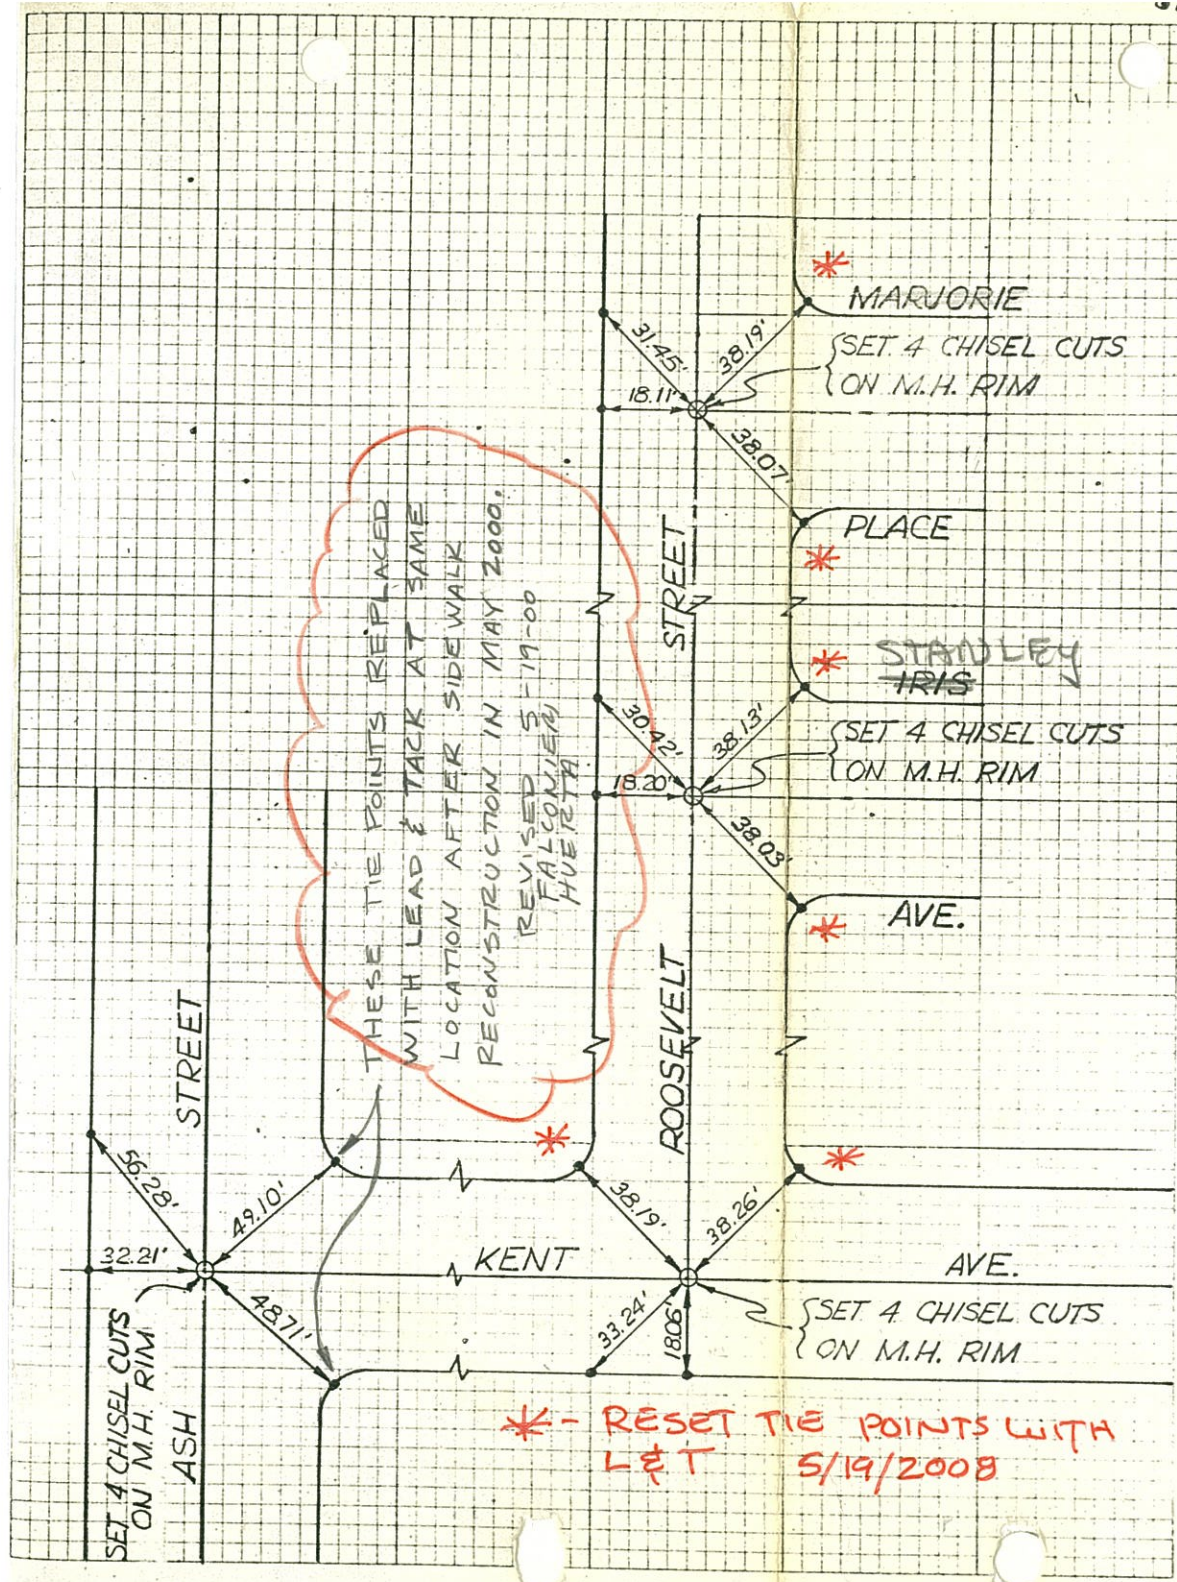 MARJORIE
SET 4 CHISEL CUTS
ON M.H. RIM
31.45'
38.19'
18.11'
38.07'
PLACE
STREET
STANLEY
IRIS
SET 4 CHISEL CUTS
ON M.H. RIM
30.42'
38.13'
18.20'
38.03'
AVE.
ROOSEVELT
THESE TIE POINTS REPLACED
WITH LEAD & TACK AT SAME
LOCATION AFTER SIDEWALK
RECONSTRUCTION IN MAY 2000.
REVISED 5-19-00
FALCONIEN
HUERTA
STREET
56.28'
49.10'
32.21'
48.71'
KENT
38.19'
38.26'
AVE.
33.24'
18.06'
SET 4 CHISEL CUTS
ON M.H. RIM
SET 4 CHISEL CUTS
ON M.H. RIM
ASH
* - RESET TIE POINTS WITH
L&T 5/19/2008